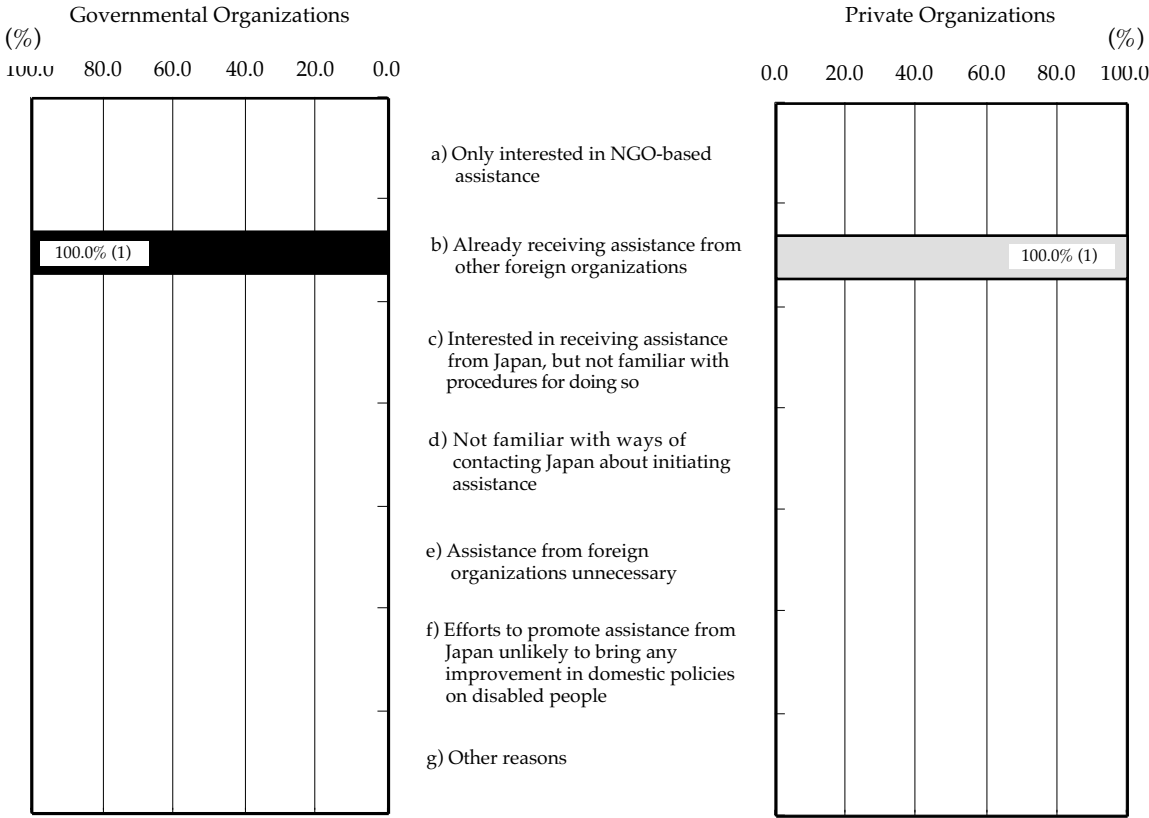 Governmental Organizations
(%)
100.0 80.0 60.0 40.0 20.0 0.0
100.0% (1)
a) Only interested in NGO-based
assistance
b) Already receiving assistance from
other foreign organizations
c) Interested in receiving assistance
from Japan, but not familiar with
procedures for doing so
d) Not familiar with ways of
contacting Japan about initiating
assistance
e) Assistance from foreign
organizations unnecessary
f) Efforts to promote assistance from
Japan unlikely to bring any
improvement in domestic policies
on disabled people
g) Other reasons
Private Organizations
(%)
0.0 20.0 40.0 60.0 80.0 100.0
100.0% (1)